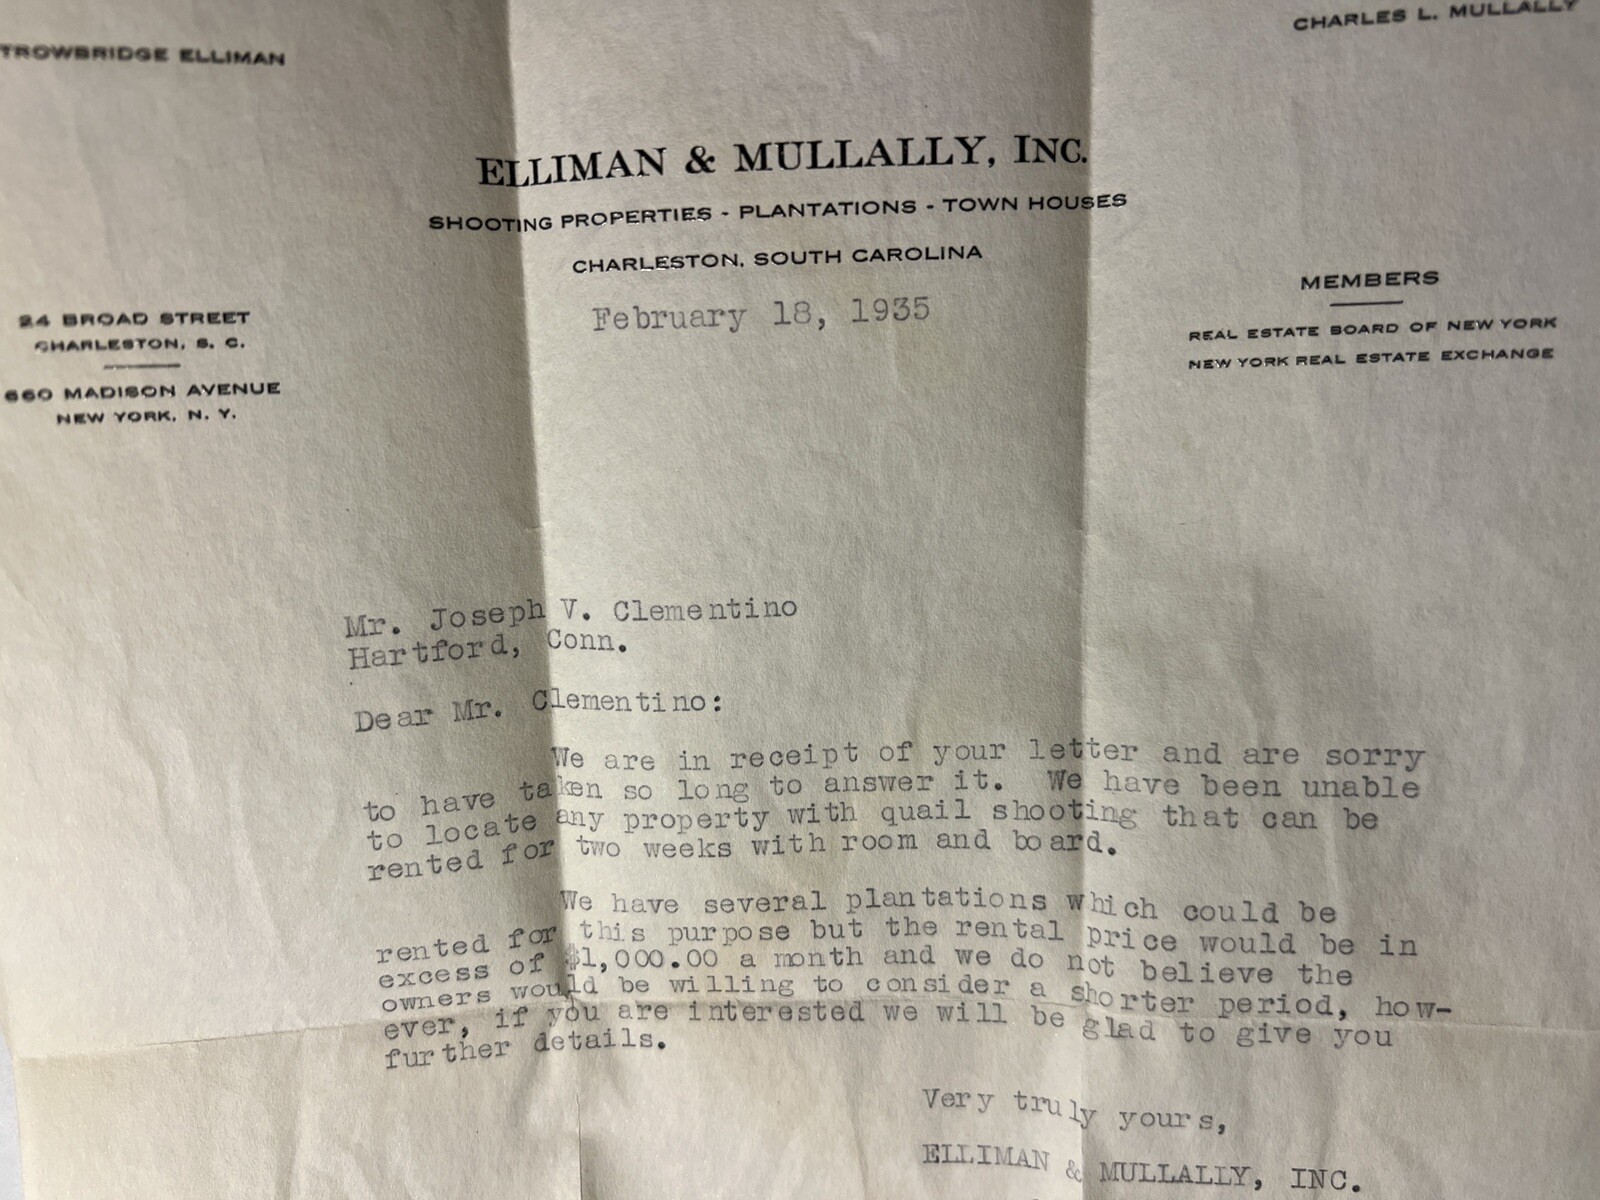 TROWBRIDGE ELLIMAN
CHARLES L. MULLALLY
ELLIMAN & MULLALLY, INC.
SHOOTING PROPERTIES - PLANTATIONS - TOWN HOUSES
CHARLESTON, SOUTH CAROLINA
February 18, 1935
24 BROAD STREET
CHARLESTON, S. C.
660 MADISON AVENUE
NEW YORK, N. Y.
MEMBERS
REAL ESTATE BOARD OF NEW YORK
NEW YORK REAL ESTATE EXCHANGE
Mr. Joseph V. Clementino
Hartford, Conn.
Dear Mr. Clementino:
We are in receipt of your letter and are sorry
to have taken so long to answer it. We have been unable
to locate any property with quail shooting that can be
rented for two weeks with room and board.
We have several plantations which could be
rented for this purpose but the rental price would be in
excess of $1,000.00 a month and we do not believe the
owners would be willing to consider a shorter period, how-
ever, if you are interested we will be glad to give you
further details.
Very truly yours,
ELLIMAN & MULLALLY, INC.